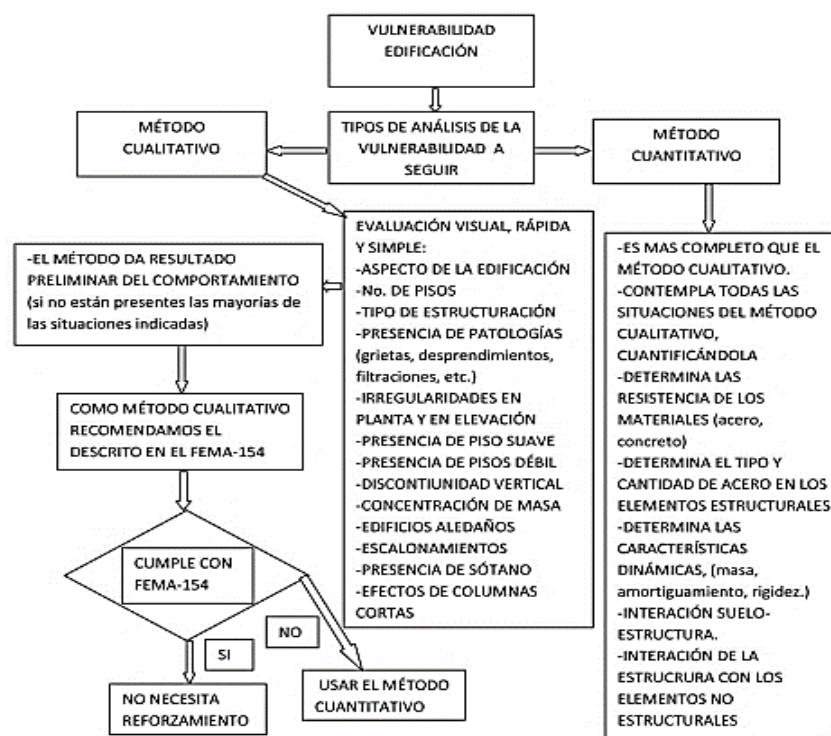 VULNERABILIDAD
EDIFICACIÓN
MÉTODO
CUALITATIVO
TIPOS DE ANÁLISIS DE LA
VULNERABILIDAD A
SEGUIR
MÉTODO
CUANTITATIVO
-EL MÉTODO DA RESULTADO
PRELIMINAR DEL COMPORTAMIENTO
(si no están presentes las mayorías de
las situaciones indicadas)
EVALUACIÓN VISUAL, RÁPIDA
Y SIMPLE:
-ASPECTO DE LA EDIFICACIÓN
-No. DE PISOS
-TIPO DE ESTRUCTURACIÓN
-PRESENCIA DE PATOLOGÍAS
(grietas, desprendimientos,
filtraciones, etc.)
-IRREGULARIDADES EN
PLANTA Y EN ELEVACIÓN
-PRESENCIA DE PISO SUAVE
-PRESENCIA DE PISOS DÉBIL
-DISCONTIUNIDAD VERTICAL
-CONCENTRACIÓN DE MASA
-EDIFICIOS ALEDAÑOS
-ESCALONAMIENTOS
-PRESENCIA DE SÓTANO
-EFECTOS DE COLUMNAS
CORTAS
-ES MAS COMPLETO QUE EL
MÉTODO CUALITATIVO.
-CONTEMPLA TODAS LAS
SITUACIONES DEL MÉTODO
CUALITATIVO,
CUANTIFICÁNDOLA
-DETERMINA LAS
RESISTENCIA DE LOS
MATERIALES (acero,
concreto)
-DETERMINA EL TIPO Y
CANTIDAD DE ACERO EN LOS
ELEMENTOS ESTRUCTURALES
-DETERMINA LAS
CARACTERÍSTICAS
DINÁMICAS, (masa,
amortiguamiento, rigidez.)
-INTERACIÓN SUELO-
ESTRUCTURA.
-INTERACIÓN DE LA
ESTRUCRURA CON LOS
ELEMENTOS NO
ESTRUCTURALES
COMO MÉTODO CUALITATIVO
RECOMENDAMOS EL
DESCRITO EN EL FEMA-154
CUMPLE CON
FEMA-154
SI
NO
NO NECESITA
REFORZAMIENTO
USAR EL MÉTODO
CUANTITATIVO